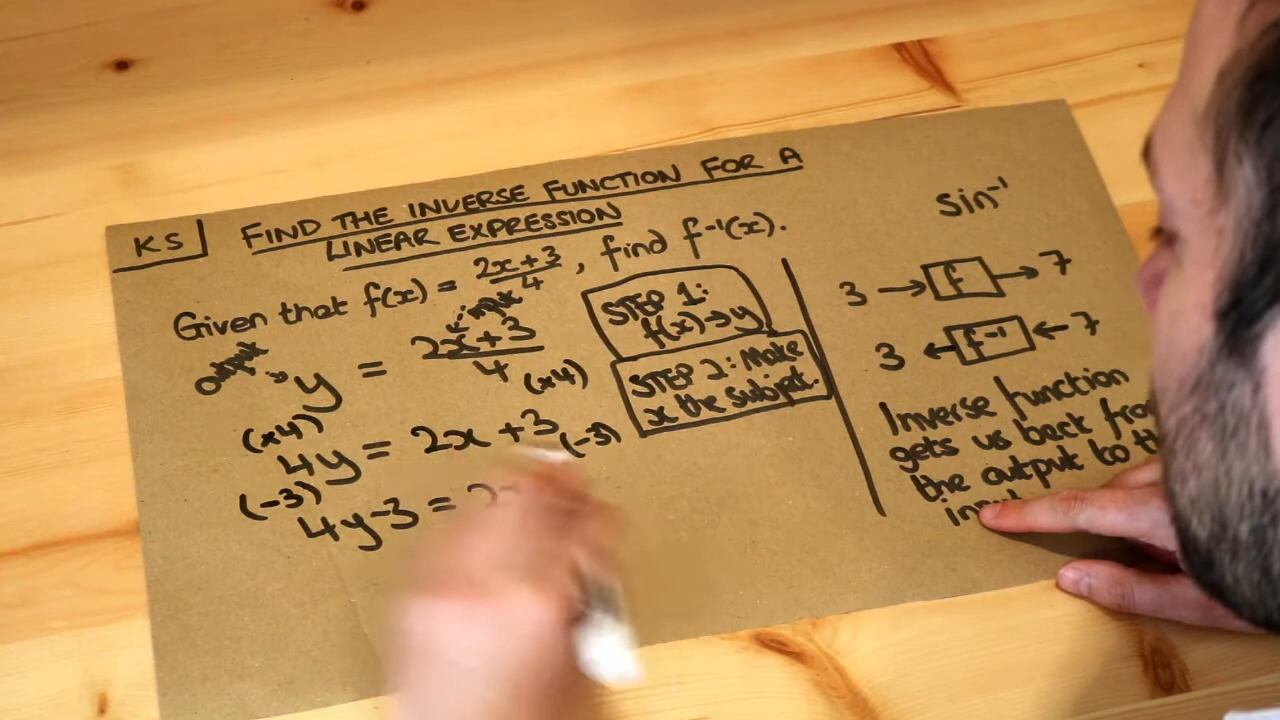 KS
FIND THE INVERSE FUNCTION FOR A
LINEAR EXPRESSION
Given that f(x) = 2x+3/4, find f⁻¹(x).
← input
output → y = 2x+3/4
(×4) (×4)
4y = 2x + 3
(-3) (-3)
4y-3 =
STEP 1:
f(x) → y
STEP 2: Make
x the subject.
sin⁻¹
3 → f → 7
3 ← f⁻¹ ← 7
Inverse function
gets us back from
the output to